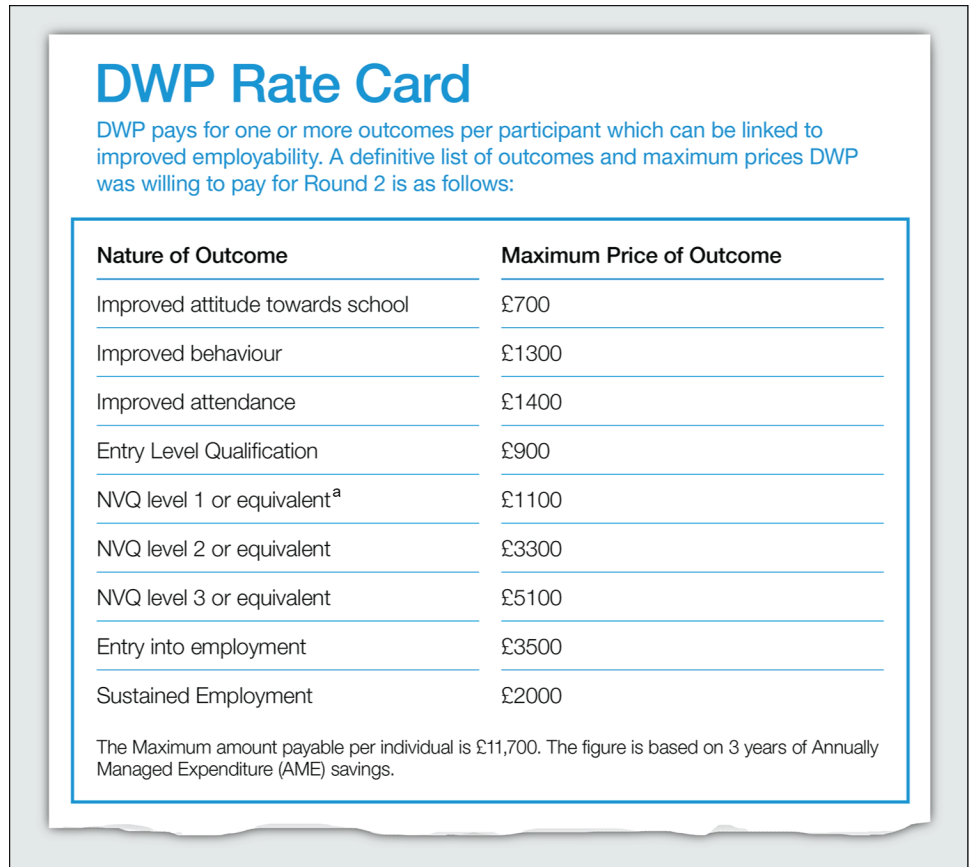 DWP Rate Card
DWP pays for one or more outcomes per participant which can be linked to
improved employability. A definitive list of outcomes and maximum prices DWP
was willing to pay for Round 2 is as follows:
Nature of Outcome Maximum Price of Outcome
Improved attitude towards school £700
Improved behaviour £1300
Improved attendance £1400
Entry Level Qualification £900
NVQ level 1 or equivalentᵃ £1100
NVQ level 2 or equivalent £3300
NVQ level 3 or equivalent £5100
Entry into employment £3500
Sustained Employment £2000
The Maximum amount payable per individual is £11,700. The figure is based on 3 years of Annually
Managed Expenditure (AME) savings.